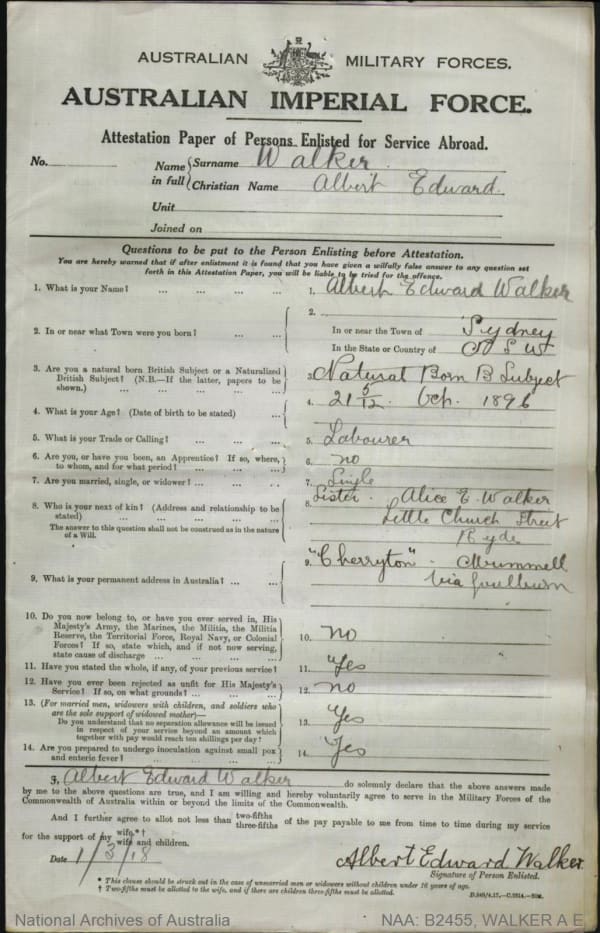 AUSTRALIAN MILITARY FORCES.
AUSTRALIAN IMPERIAL FORCE.
Attestation Paper of Persons Enlisted for Service Abroad.
No. Name in full Surname Walker.
Christian Name Albert Edward.
Unit
Joined on
Questions to be put to the Person Enlisting before Attestation.
You are hereby warned that if after enlistment it is found that you have given a wilfully false answer to any question set
forth in this Attestation Paper, you will be liable to be tried for the offence.
1. What is your Name? ... ... ... ... 1. Albert Edward Walker
2. In or near what Town were you born? ... 2. In or near the Town of Sydney
In the State or Country of N S W
3. Are you a natural born British Subject or a Naturalized
British Subject? (N.B.—If the latter, papers to be
shown.) ... ... ... ... 3. Natural Born B Subject
4. What is your Age? (Date of birth to be stated) ... 4. 21 5/12. Oct. 1896
5. What is your Trade or Calling? ... ... ... 5. Labourer
6. Are you, or have you been, an Apprentice? If so, where,
to whom, and for what period? ... ... ... 6. no
7. Are you married, single, or widower? ... ... 7. Single
8. Who is your next of kin? (Address and relationship to be
stated) ... ... ... ... ... 8. Sister. Alice E. Walker
Little Church Street
The answer to this question shall not be construed as in the nature
of a Will.
Ryde
9. What is your permanent address in Australia? ... ... 9. "Cherryton" - Mummell
Via Goulburn
10. Do you now belong to, or have you ever served in, His
Majesty's Army, the Marines, the Militia, the Militia
Reserve, the Territorial Force, Royal Navy, or Colonial
Forces? If so, state which, and if not now serving,
state cause of discharge ... ... ... ... 10. no
11. Have you stated the whole, if any, of your previous service? 11. Yes
12. Have you ever been rejected as unfit for His Majesty's
Service? If so, on what grounds? ... ... ... 12. no
13. (For married men, widowers with children, and soldiers who
are the sole support of widowed mother)—
Do you understand that no separation allowance will be issued
in respect of your service beyond an amount which
together with pay would reach ten shillings per day? 13. Yes
14. Are you prepared to undergo inoculation against small pox
and enteric fever? ... ... ... ... 14. Yes
I, Albert Edward Walker do solemnly declare that the above answers made
by me to the above questions are true, and I am willing and hereby voluntarily agree to serve in the Military Forces of the
Commonwealth of Australia within or beyond the limits of the Commonwealth.
And I further agree to allot not less than two-fifths three-fifths of the pay payable to me from time to time during my service
for the support of my wife.*† wife and children.
Date 1/3/18
Albert Edward Walker
Signature of Person Enlisted.
* This clause should be struck out in the case of unmarried men or widowers without children under 16 years of age.
† Two-fifths must be allotted to the wife, and if there are children three-fifths must be allotted.
National Archives of Australia NAA: B2455, WALKER A E